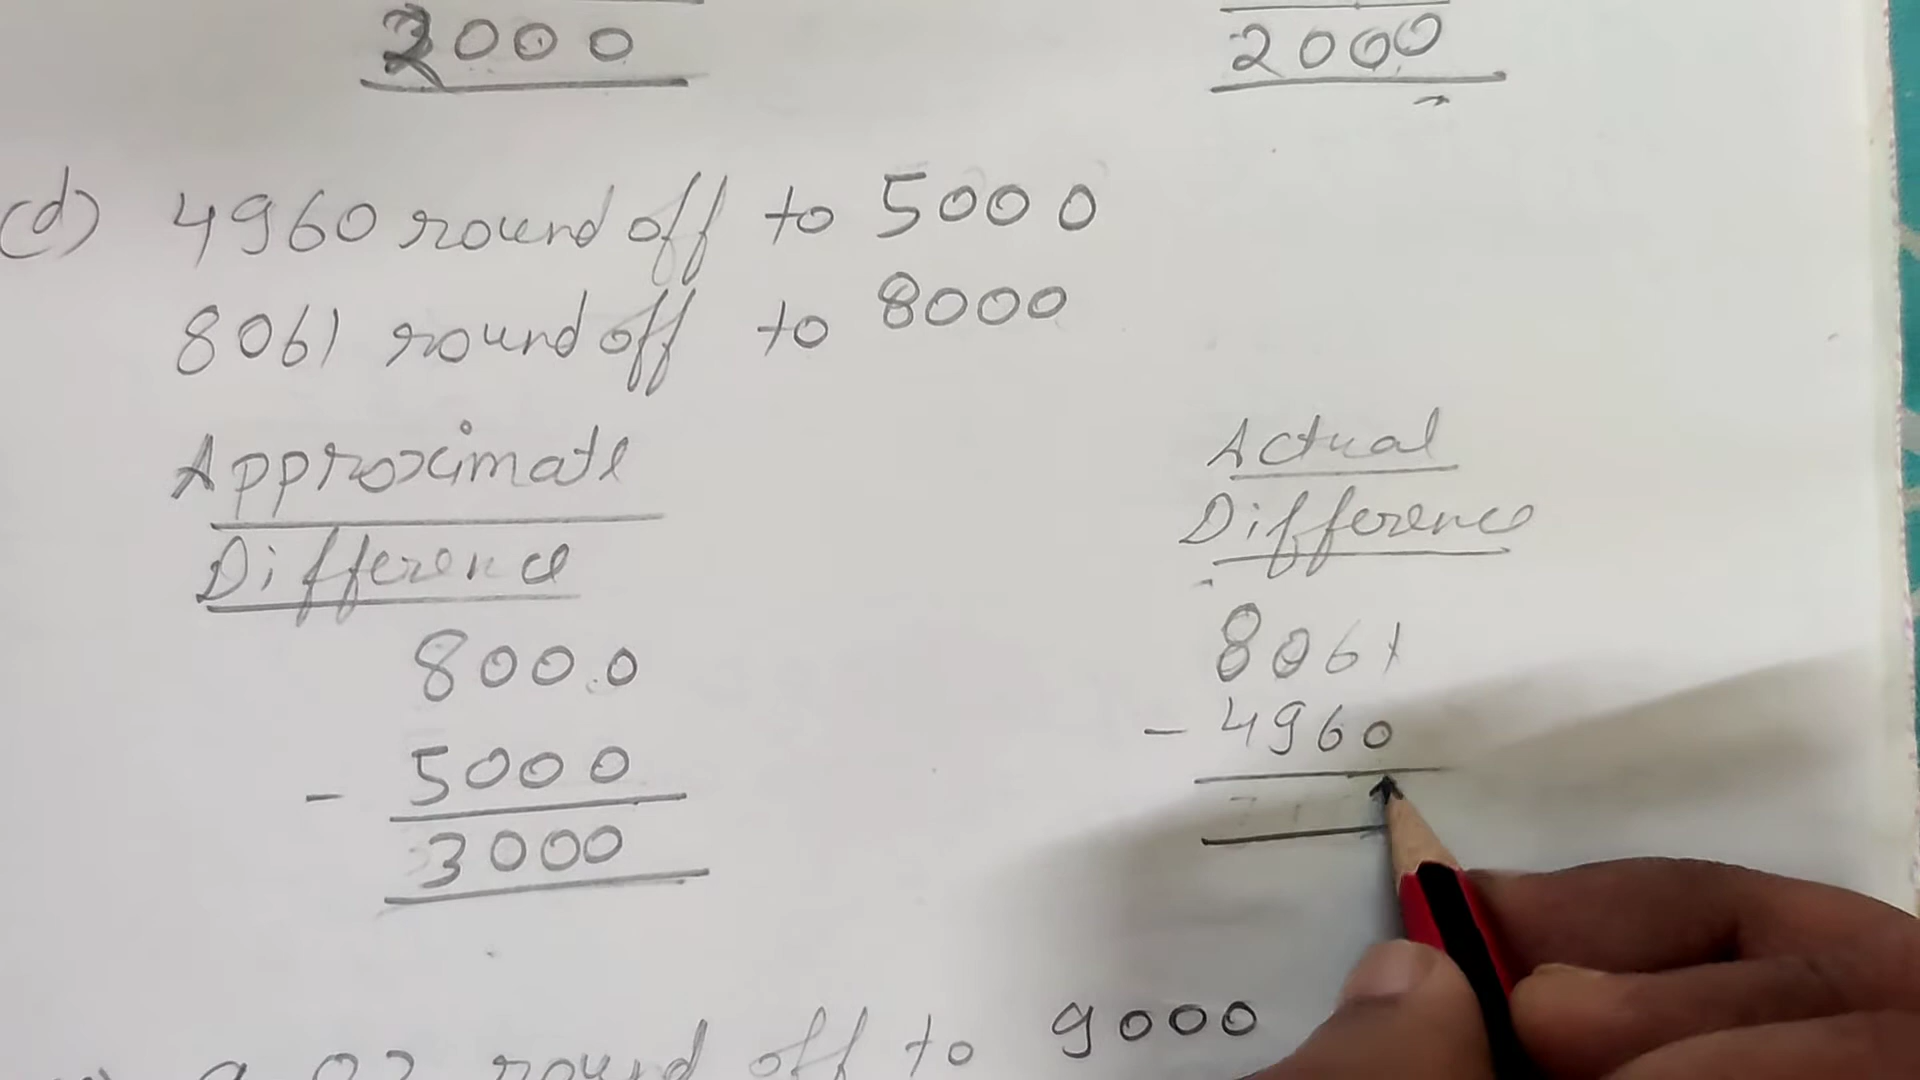 2000
2000
(d) 4960 round off to 5000
8061 round off to 8000
Approximate
Difference
8000
- 5000
3000
Actual
Difference
8061
- 4960
round off to 9000